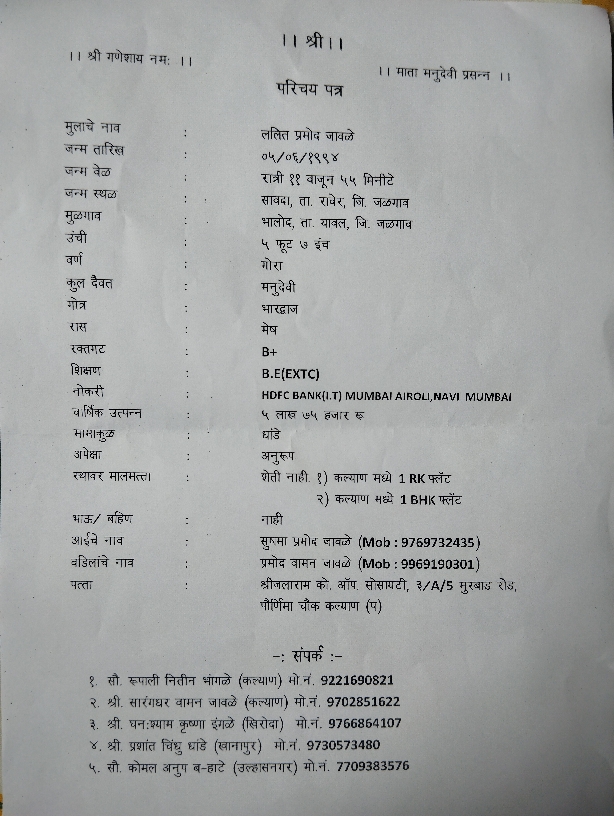 ।। श्री।।
।। श्री गणेशाय नमः ।।
।। माता मनुदेवी प्रसन्न ।।
परिचय पत्र
मुलाचे नाव : ललित प्रमोद जावळे
जन्म तारिख : ०५/०६/१९९४
जन्म वेळ : रात्री ११ वाजून ५५ मिनीटे
जन्म स्थळ : सावदा, ता. रावेर, जि. जळगाव
मुळगाव : भालोद, ता. यावल, जि. जळगाव
उंची : ५ फूट ७ इंच
वर्ण : गोरा
कुल दैवत : मनुदेवी
गोत्र : भारद्वाज
रास : मेष
रक्तगट : B+
शिक्षण : B.E(EXTC)
नोकरी : HDFC BANK(I.T) MUMBAI AIROLI,NAVI MUMBAI
वार्षिक उत्पन्न : ५ लाख ७५ हजार रू
मामाकुळ : धांडे
अपेक्षा : अनुरूप
स्थावर मालमत्ता : शेती नाही. १) कल्याण मध्ये 1 RK फ्लॅट
२) कल्याण मध्ये 1 BHK फ्लॅट
भाऊ/ बहिण : नाही
आईचे नाव : सुषमा प्रमोद जावळे (Mob : 9769732435)
वडिलांचे नाव : प्रमोद वामन जावळे (Mob : 9969190301)
पत्ता : श्रीजलाराम को. ऑप. सोसायटी, ३/A/5 मुरबाड रोड,
पौर्णिमा चौक कल्याण (प)
-: संपर्क :-
१. सौ. रूपाली नितीन भंगळे (कल्याण) मो.नं. 9221690821
२. श्री. सारंगधर वामन जावळे (कल्याण) मो.नं. 9702851622
३. श्री. घनःश्याम कृष्णा इंगळे (खिरोदा) मो.नं. 9766864107
४. श्री. प्रशांत चिंधु धांडे (खानापुर) मो.नं. 9730573480
५. सौ. कोमल अनुप ब-हाटे (उल्हासनगर) मो.नं. 7709383576